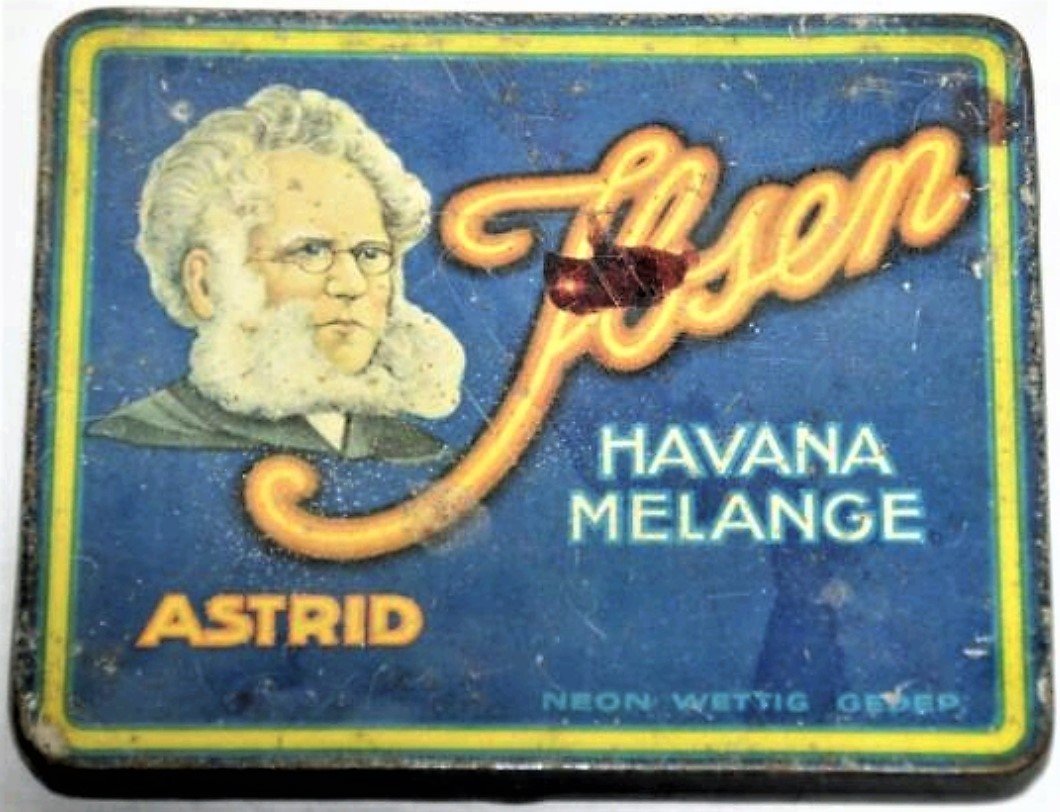 Ibsen
HAVANA
MELANGE
ASTRID
NEON WETTIG GEDEP.